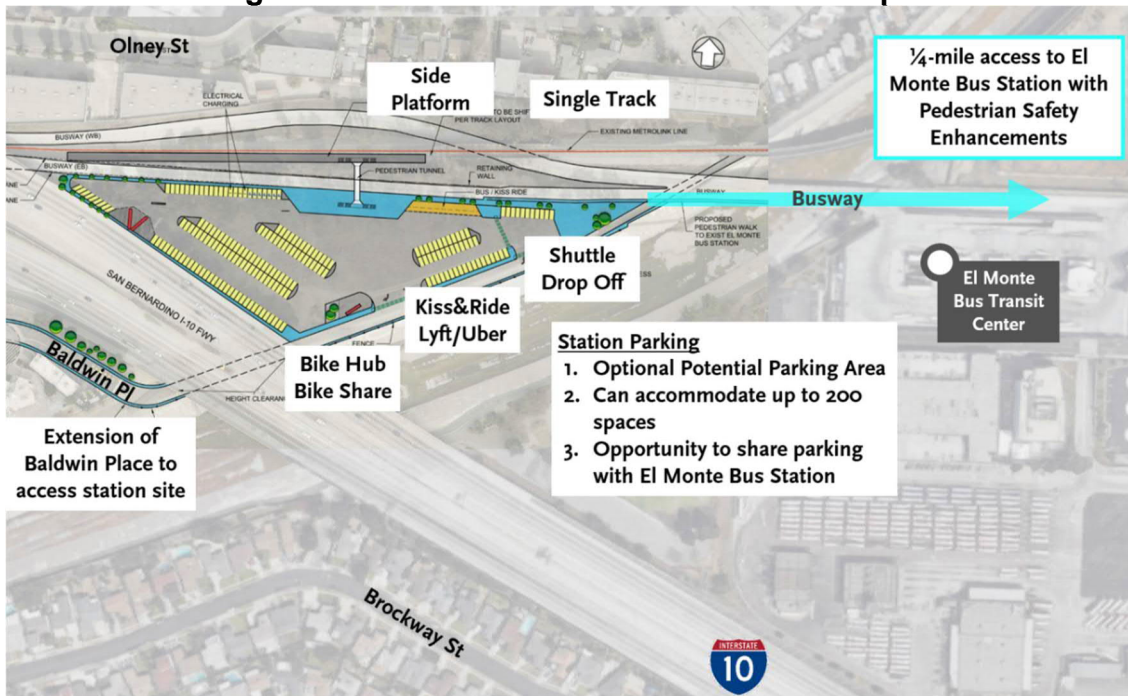 Olney St
Side
Platform
Single Track
¼-mile access to El
Monte Bus Station with
Pedestrian Safety
Enhancements
ELECTRICAL
CHARGING
TO BE SHIF
PER TRACK LAYOUT
EXISTING METROLINK LINE
BUSWAY (WB)
BUSWAY (EB)
PEDESTRIAN TUNNEL
RETAINING
WALL
BUS / KISS RIDE
BUSWAY
Busway
PROPOSED
PEDESTRIAN WALK
TO EXIST EL MONTE
BUS STATION
SAN BERNARDINO I-10 FWY
Shuttle
Drop Off
El Monte
Bus Transit
Center
Kiss&Ride
Lyft/Uber
FENCE
Bike Hub
Bike Share
HEIGHT CLEARANC
Baldwin Pl
Extension of
Baldwin Place to
access station site
Station Parking
1. Optional Potential Parking Area
2. Can accommodate up to 200
spaces
3. Opportunity to share parking
with El Monte Bus Station
Brockway St
INTERSTATE
10